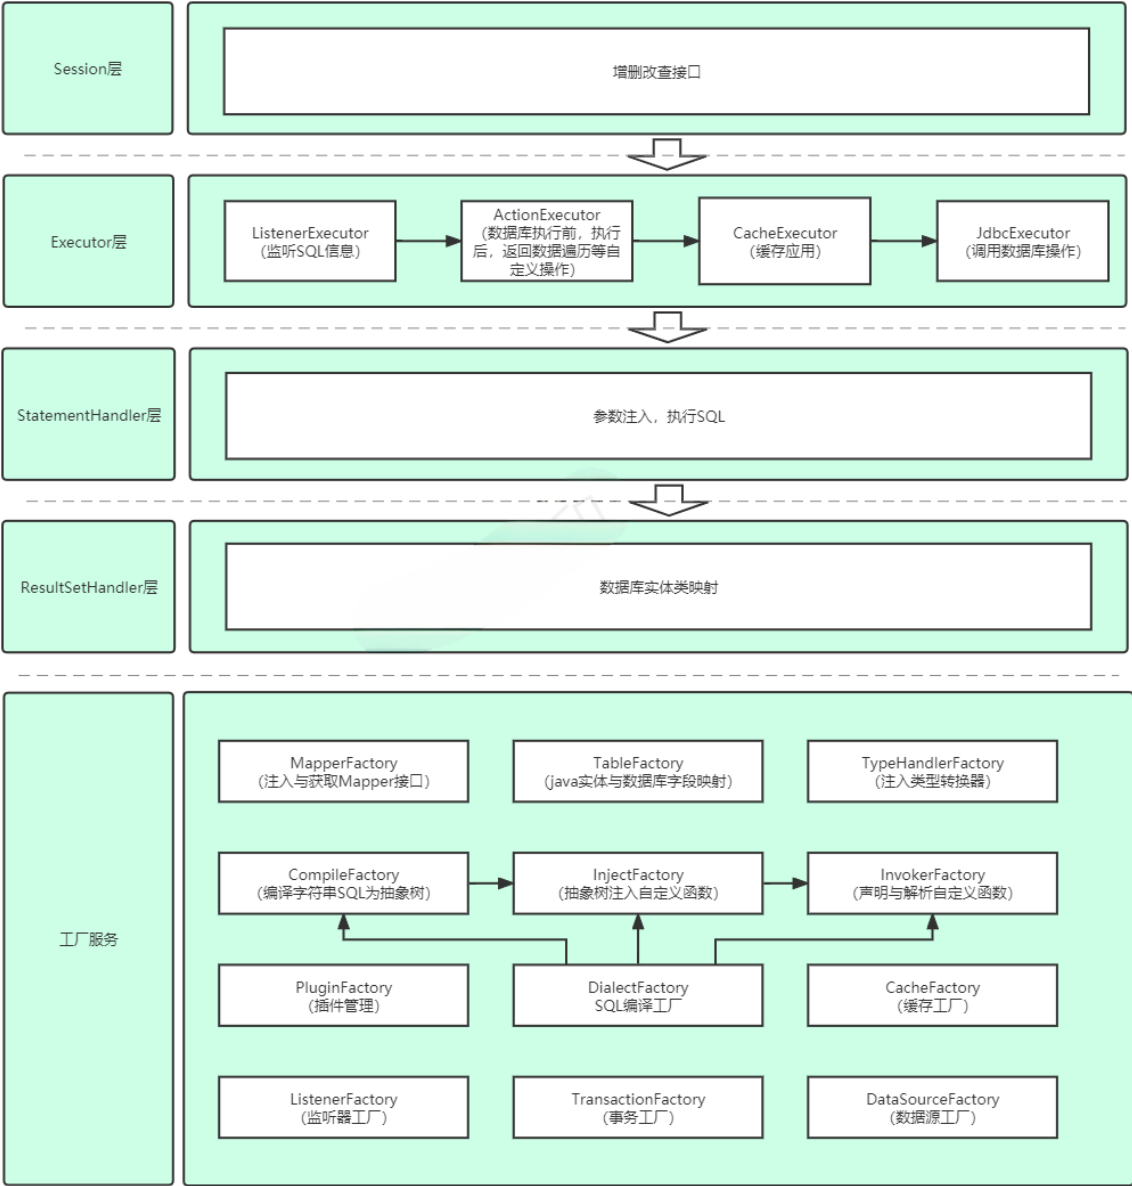 Session层
增删改查接口
Executor层
ListenerExecutor
（监听SQL信息）
ActionExecutor
（数据库执行前，执行
后，返回数据遍历等自
定义操作）
CacheExecutor
（缓存应用）
JdbcExecutor
（调用数据库操作）
StatementHandler层
参数注入，执行SQL
ResultSetHandler层
数据库实体类映射
工厂服务
MapperFactory
（注入与获取Mapper接口）
TableFactory
（java实体与数据库字段映射）
TypeHandlerFactory
（注入类型转换器）
CompileFactory
（编译字符串SQL为抽象树）
InjectFactory
（抽象树注入自定义函数）
InvokerFactory
（声明与解析自定义函数）
PluginFactory
（插件管理）
DialectFactory
SQL编译工厂
CacheFactory
（缓存工厂）
ListenerFactory
（监听器工厂）
TransactionFactory
（事务工厂）
DataSourceFactory
（数据源工厂）